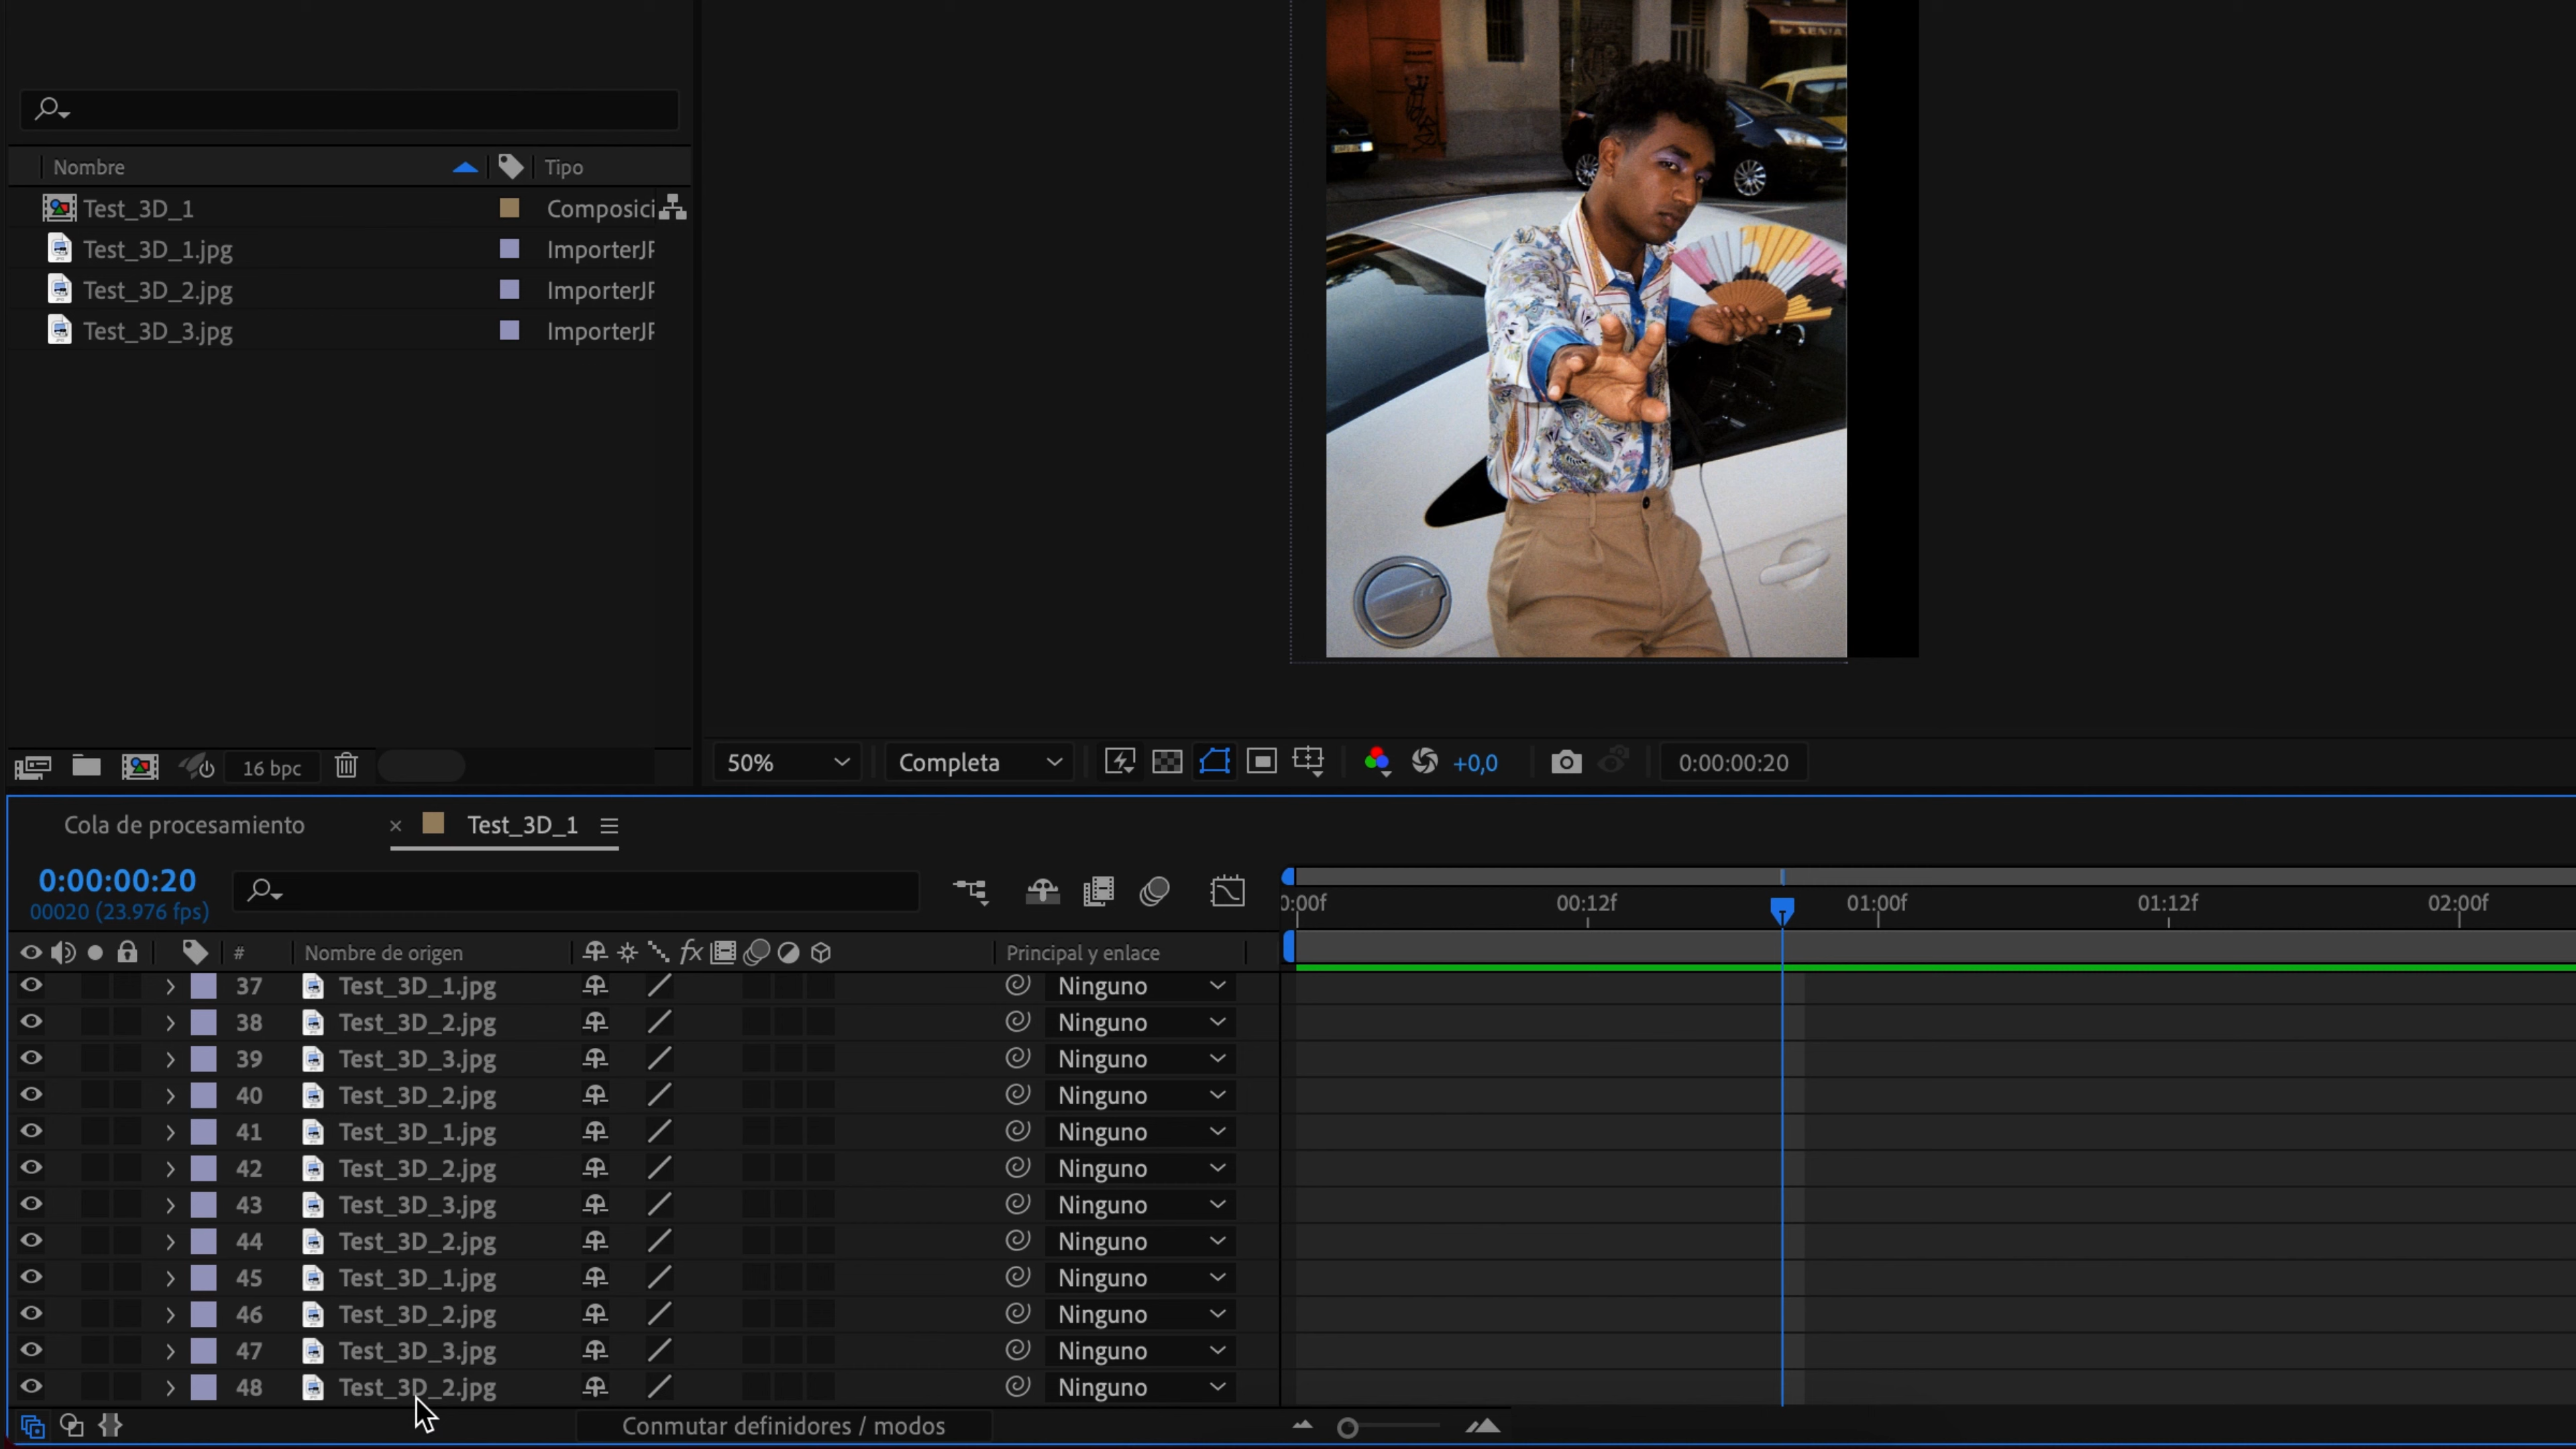 Nombre Tipo
Test_3D_1 Composici
Test_3D_1.jpg ImporterJP
Test_3D_2.jpg ImporterJP
Test_3D_3.jpg ImporterJP
16 bpc
50% Completa +0,0 0:00:00:20
Cola de procesamiento × Test_3D_1
0:00:00:20
00020 (23.976 fps)
0:00f 00:12f 01:00f 01:12f 02:00f
# Nombre de origen fx Principal y enlace
37 Test_3D_1.jpg Ninguno
38 Test_3D_2.jpg Ninguno
39 Test_3D_3.jpg Ninguno
40 Test_3D_2.jpg Ninguno
41 Test_3D_1.jpg Ninguno
42 Test_3D_2.jpg Ninguno
43 Test_3D_3.jpg Ninguno
44 Test_3D_2.jpg Ninguno
45 Test_3D_1.jpg Ninguno
46 Test_3D_2.jpg Ninguno
47 Test_3D_3.jpg Ninguno
48 Test_3D_2.jpg Ninguno
Conmutar definidores / modos